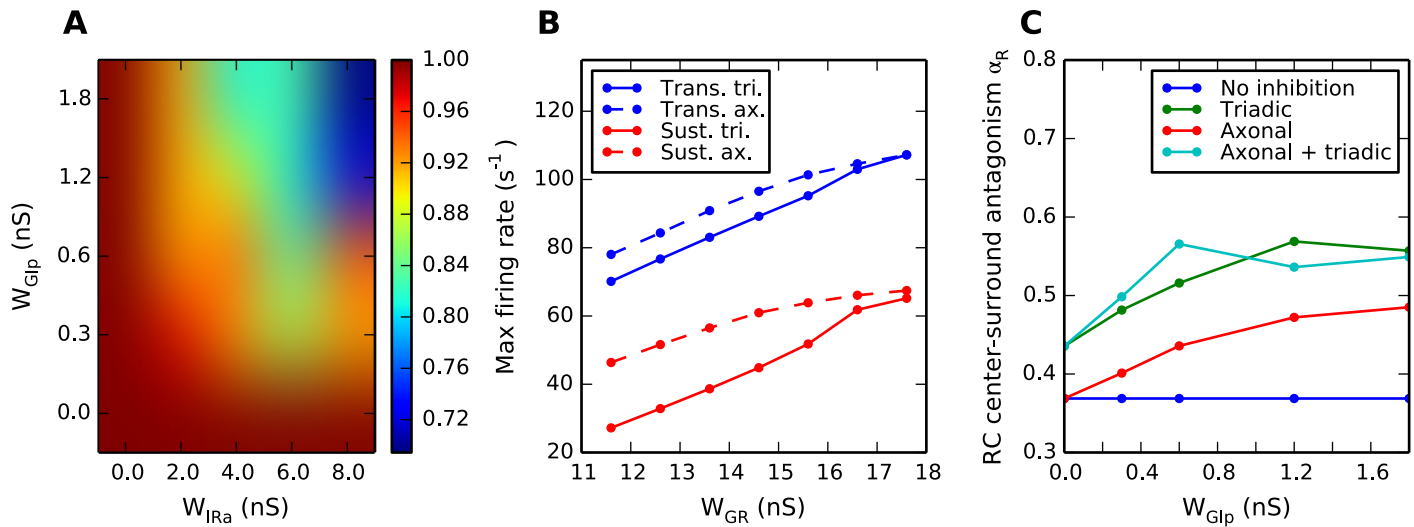 A
1.8
1.2
0.6
0.3
0.0
W_GIp (nS)
0.0 2.0 4.0 6.0 8.0
W_IRa (nS)
1.00
0.96
0.92
0.88
0.84
0.80
0.76
0.72
B
Trans. tri.
Trans. ax.
Sust. tri.
Sust. ax.
120
100
80
60
40
20
Max firing rate (s⁻¹)
11 12 13 14 15 16 17 18
W_GR (nS)
C
No inhibition
Triadic
Axonal
Axonal + triadic
0.8
0.7
0.6
0.5
0.4
0.3
RC center-surround antagonism α_R
0.0 0.4 0.8 1.2 1.6
W_GIp (nS)